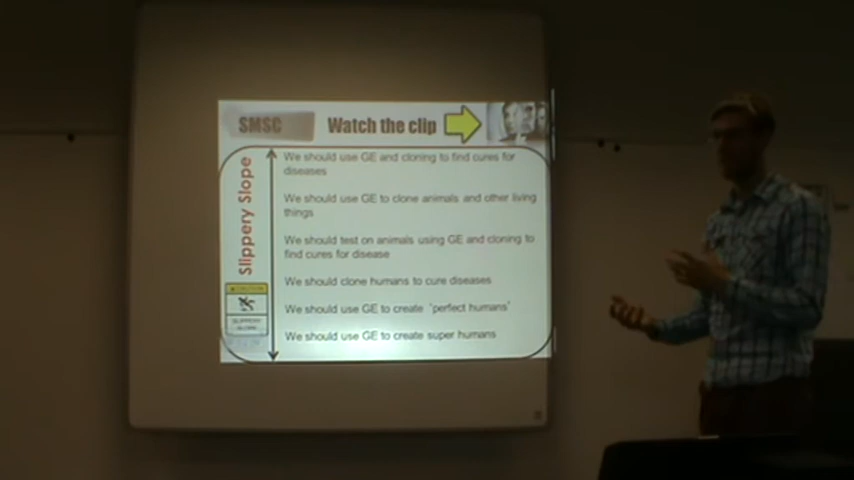 SMSC
Watch the clip
Slippery Slope
We should use GE and cloning to find cures for
diseases
We should use GE to clone animals and other living
things
We should test on animals using GE and cloning to
find cures for disease
We should clone humans to cure diseases
We should use GE to create 'perfect humans'
We should use GE to create super humans
CAUTION
SLIPPERY
SLOPE